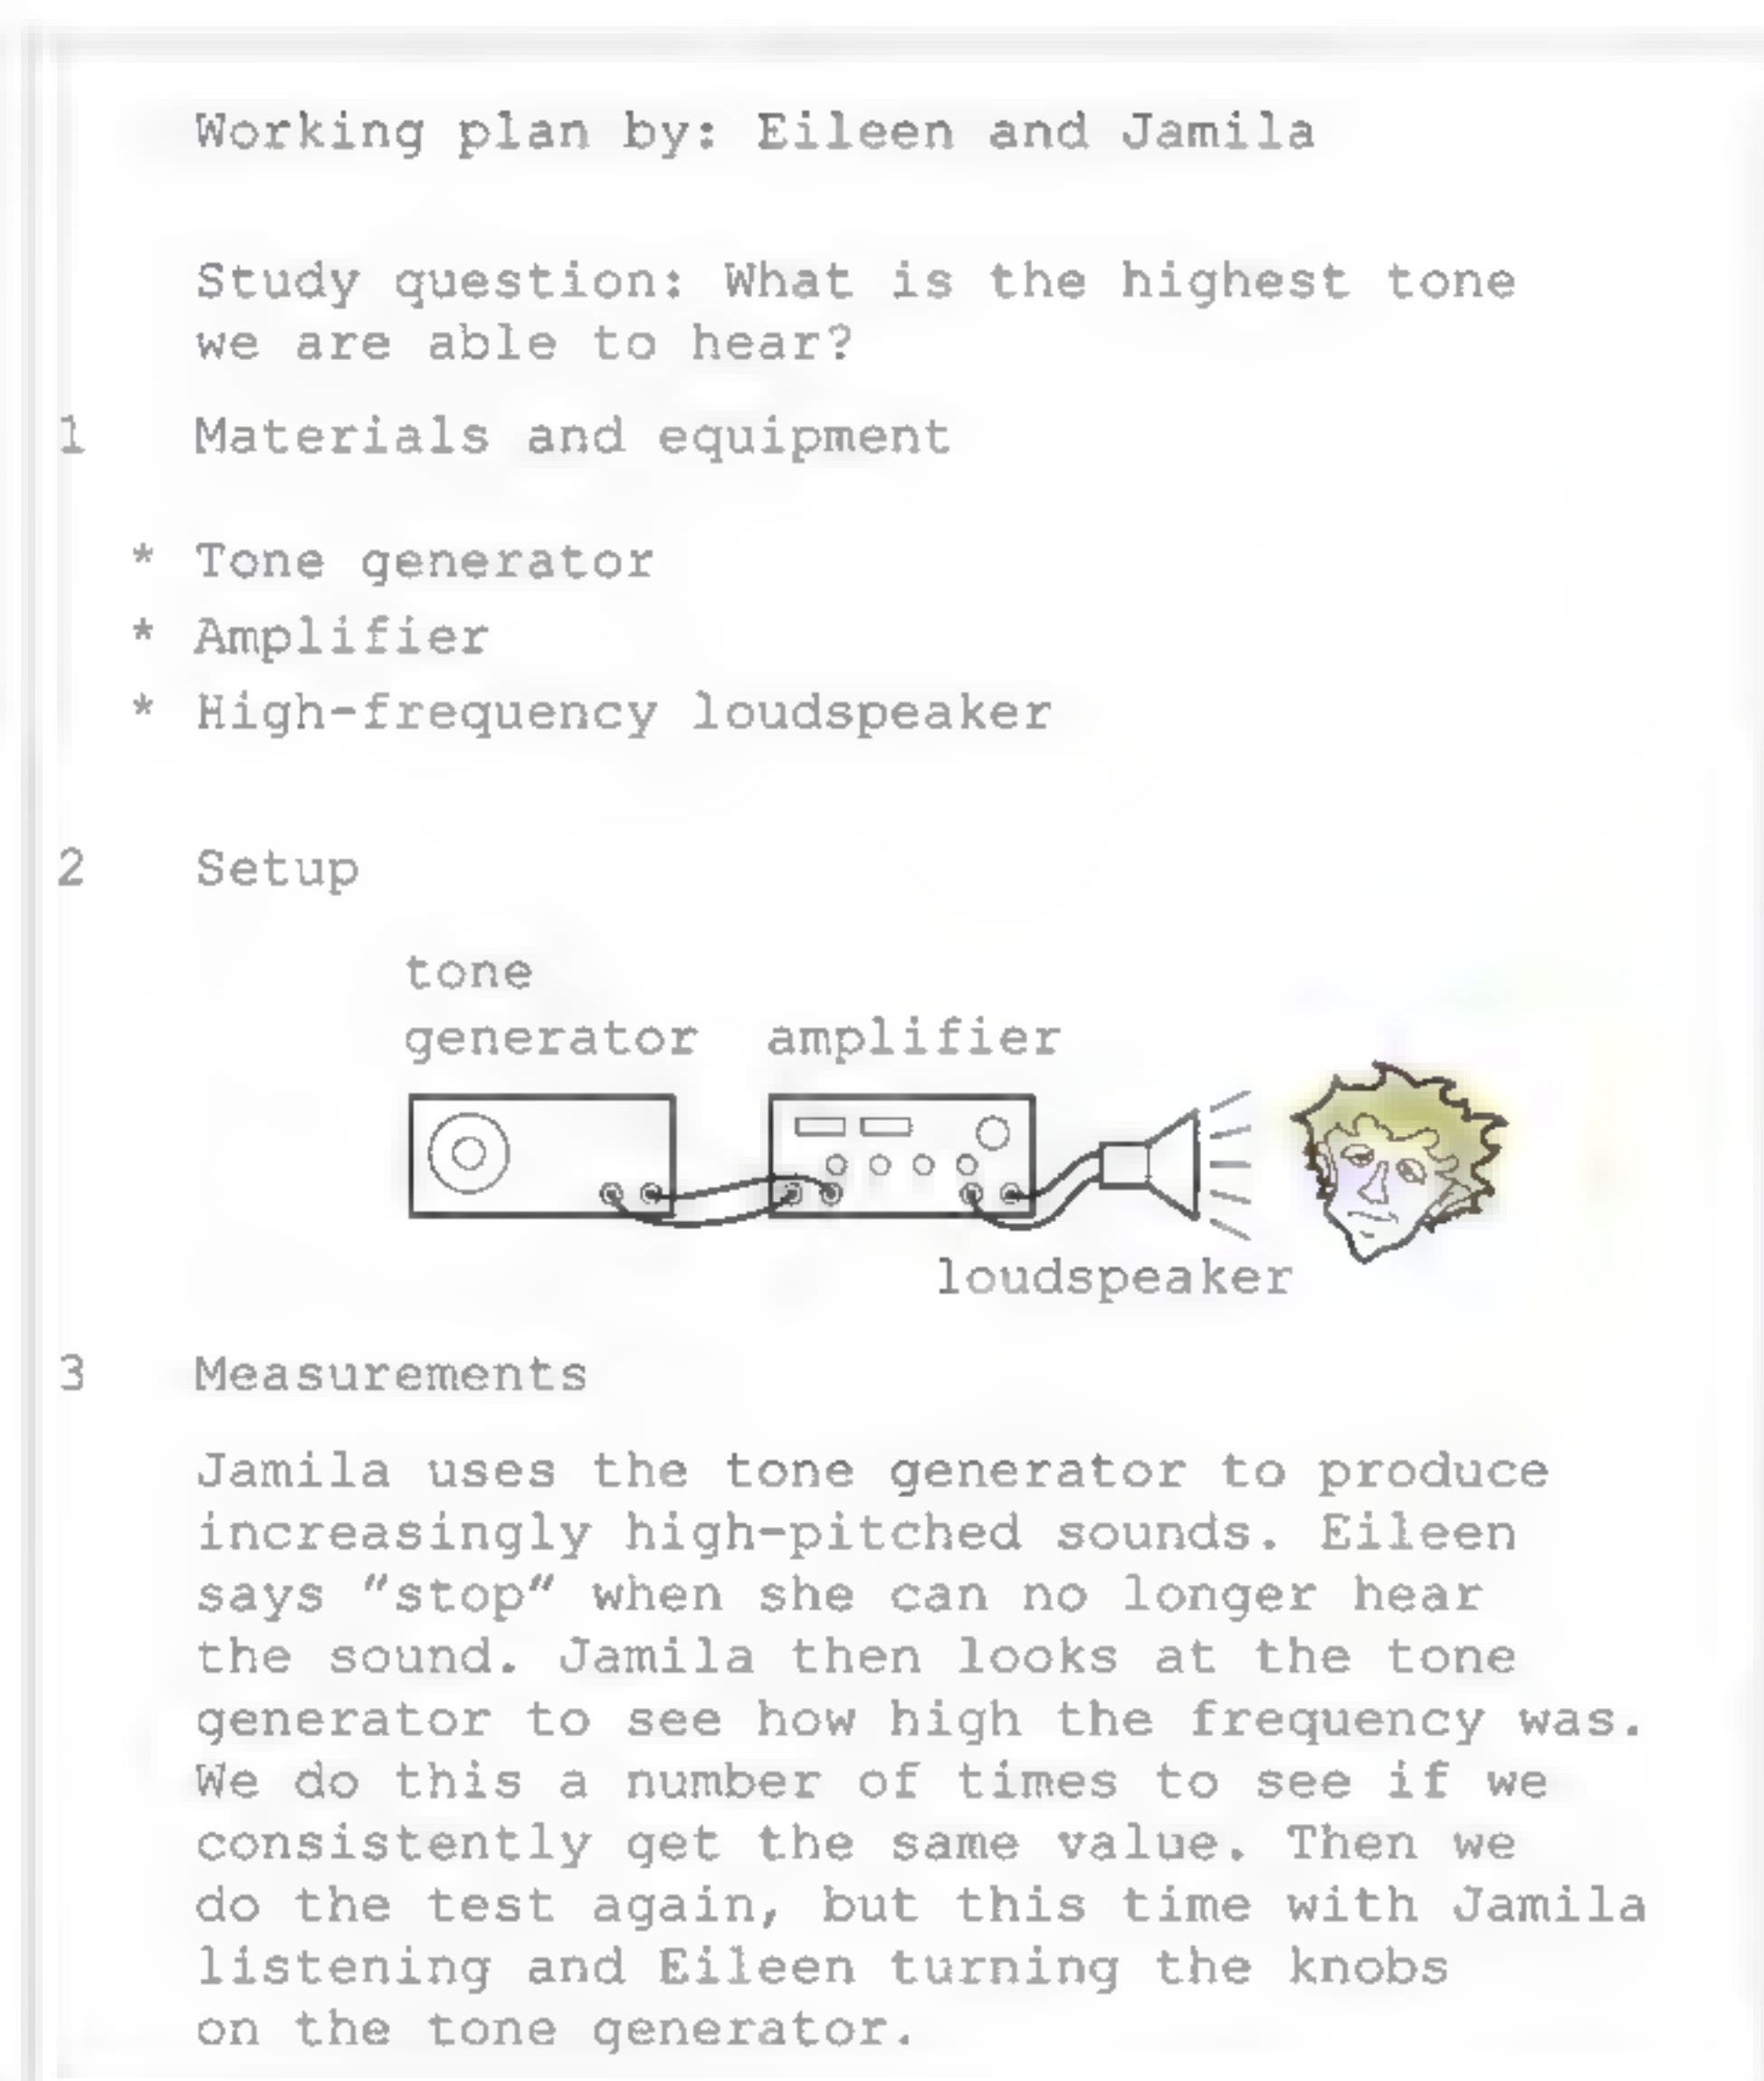 Working plan by: Eileen and Jamila
Study question: What is the highest tone
we are able to hear?
1 Materials and equipment
* Tone generator
* Amplifier
* High-frequency loudspeaker
2 Setup
tone
generator amplifier
loudspeaker
3 Measurements
Jamila uses the tone generator to produce
increasingly high-pitched sounds. Eileen
says “stop” when she can no longer hear
the sound. Jamila then looks at the tone
generator to see how high the frequency was.
We do this a number of times to see if we
consistently get the same value. Then we
do the test again, but this time with Jamila
listening and Eileen turning the knobs
on the tone generator.